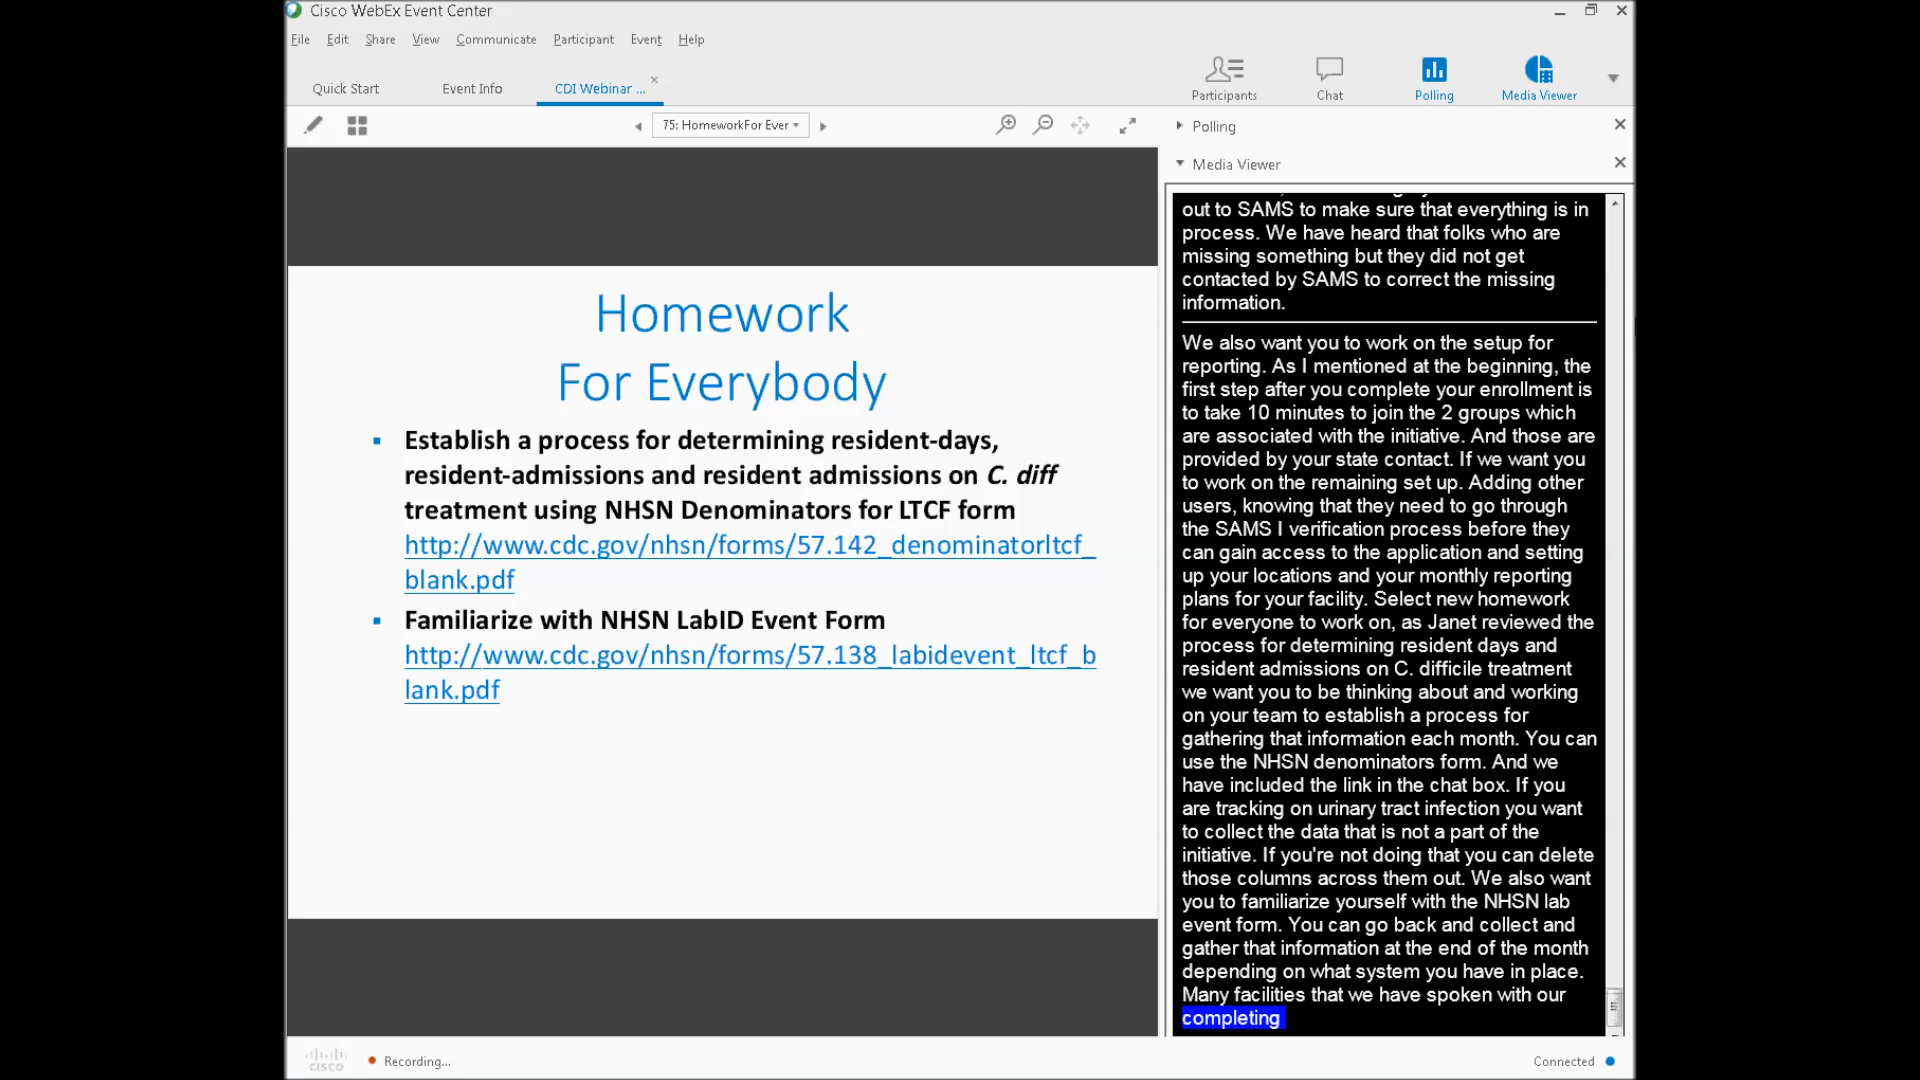 Cisco WebEx Event Center
File Edit Share View Communicate Participant Event Help
Quick Start Event Info CDI Webinar ...
Participants Chat Polling Media Viewer
75: HomeworkFor Ever
Homework
For Everybody
Establish a process for determining resident-days,
resident-admissions and resident admissions on C. diff
treatment using NHSN Denominators for LTCF form
http://www.cdc.gov/nhsn/forms/57.142_denominatorltcf_
blank.pdf
Familiarize with NHSN LabID Event Form
http://www.cdc.gov/nhsn/forms/57.138_labidevent_ltcf_b
lank.pdf
Polling
Media Viewer
out to SAMS to make sure that everything is in
process. We have heard that folks who are
missing something but they did not get
contacted by SAMS to correct the missing
information.
We also want you to work on the setup for
reporting. As I mentioned at the beginning, the
first step after you complete your enrollment is
to take 10 minutes to join the 2 groups which
are associated with the initiative. And those are
provided by your state contact. If we want you
to work on the remaining set up. Adding other
users, knowing that they need to go through
the SAMS I verification process before they
can gain access to the application and setting
up your locations and your monthly reporting
plans for your facility. Select new homework
for everyone to work on, as Janet reviewed the
process for determining resident days and
resident admissions on C. difficile treatment
we want you to be thinking about and working
on your team to establish a process for
gathering that information each month. You can
use the NHSN denominators form. And we
have included the link in the chat box. If you
are tracking on urinary tract infection you want
to collect the data that is not a part of the
initiative. If you're not doing that you can delete
those columns across them out. We also want
you to familiarize yourself with the NHSN lab
event form. You can go back and collect and
gather that information at the end of the month
depending on what system you have in place.
Many facilities that we have spoken with our
completing
cisco
Recording...
Connected